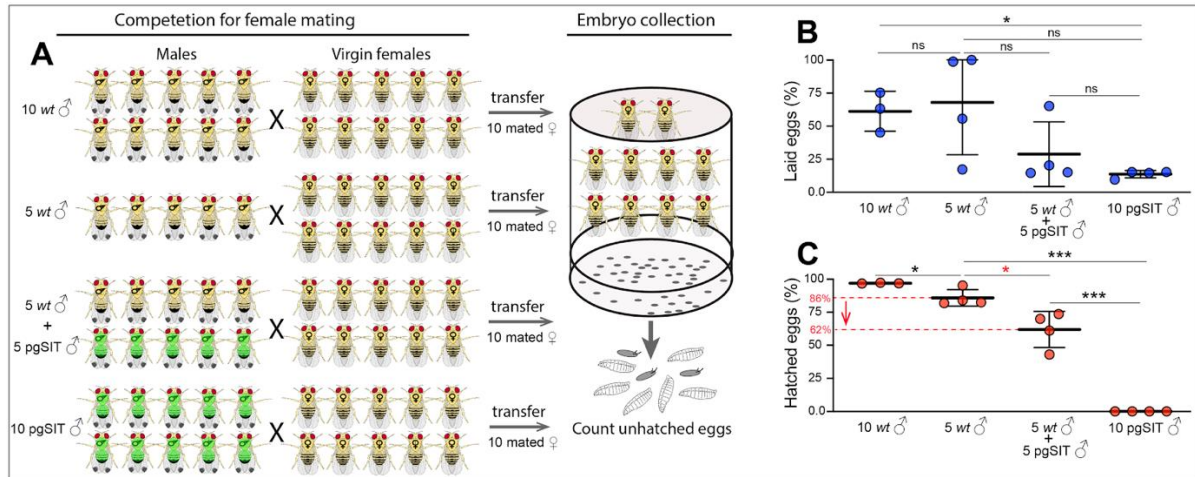 Competetion for female mating
Embryo collection
A
Males
Virgin females
10 wt ♂
X
transfer
10 mated ♀
5 wt ♂
X
transfer
10 mated ♀
5 wt ♂
+
5 pgSIT ♂
X
transfer
10 mated ♀
10 pgSIT ♂
X
transfer
10 mated ♀
Count unhatched eggs
B
Laid eggs (%)
100
75
50
25
0.0
*
ns
ns
ns
ns
10 wt ♂
5 wt ♂
5 wt ♂
+
5 pgSIT ♂
10 pgSIT ♂
C
Hatched eggs (%)
100
86%
75
62%
50
25
0.0
***
*
*
***
10 wt ♂
5 wt ♂
5 wt ♂
+
5 pgSIT ♂
10 pgSIT ♂